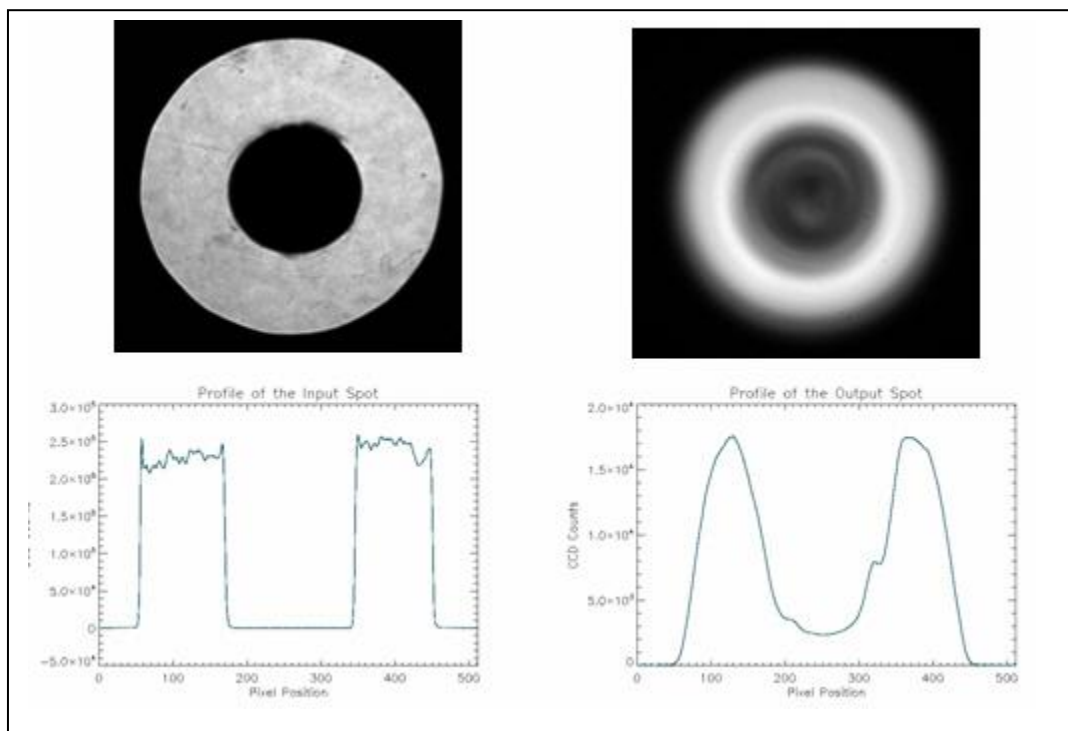 Profile of the Input Spot
3.0×10⁵
2.5×10⁵
2.0×10⁵
1.5×10⁵
1.0×10⁵
5.0×10⁴
0
−5.0×10⁴
0 100 200 300 400 500
Pixel Position
Profile of the Output Spot
CCD Counts
2.0×10⁴
1.5×10⁴
1.0×10⁴
5.0×10³
0
0 100 200 300 400 500
Pixel Position